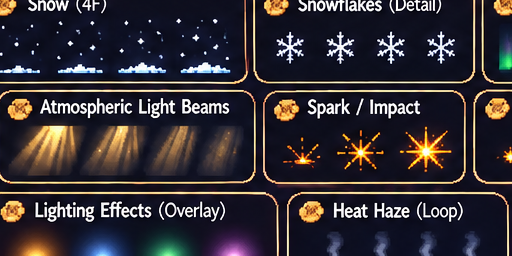 Snow (4F)
Snowflakes (Detail)
Atmospheric Light Beams
Spark / Impact
Lighting Effects (Overlay)
Heat Haze (Loop)